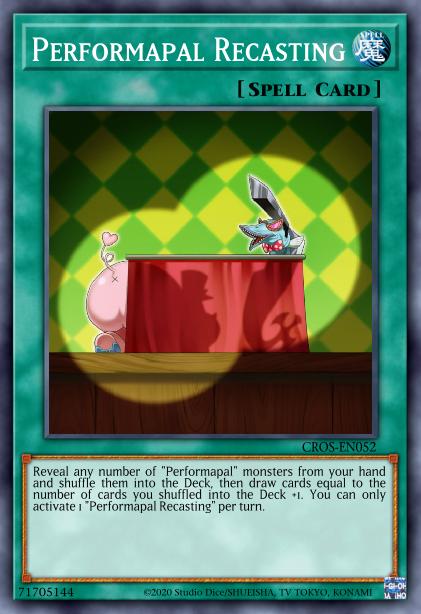 PERFORMAPAL RECASTING
SPELL
魔
[ SPELL CARD ]
CROS-EN052
Reveal any number of "Performapal" monsters from your hand
and shuffle them into the Deck, then draw cards equal to the
number of cards you shuffled into the Deck +1. You can only
activate 1 "Performapal Recasting" per turn.
71705144
©2020 Studio Dice/SHUEISHA, TV TOKYO, KONAMI